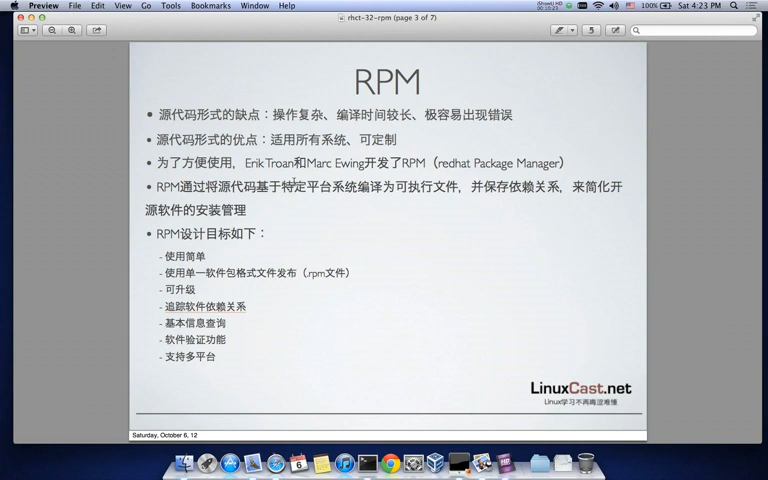 Preview File Edit View Go Tools Bookmarks Window Help
100% Sat 4:23 PM
rhct-32-rpm (page 3 of 7)
RPM
• 源代码形式的缺点：操作复杂、编译时间较长、极容易出现错误
• 源代码形式的优点：适用所有系统、可定制
• 为了方便使用，Erik Troan和Marc Ewing开发了RPM（redhat Package Manager）
• RPM通过将源代码基于特定平台系统编译为可执行文件，并保存依赖关系，来简化开
源软件的安装管理
• RPM设计目标如下：
- 使用简单
- 使用单一软件包格式文件发布（.rpm文件）
- 可升级
- 追踪软件依赖关系
- 基本信息查询
- 软件验证功能
- 支持多平台
LinuxCast.net
Linux学习不再晦涩难懂
Saturday, October 6, 12